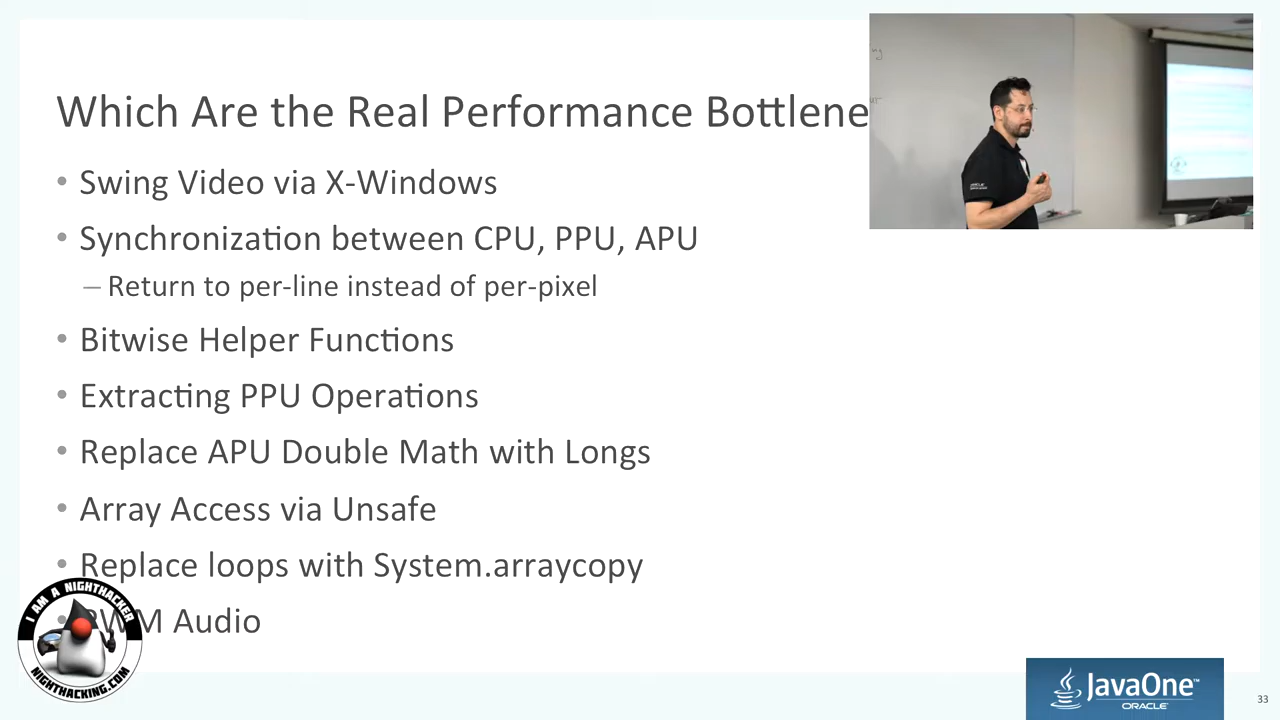 Which Are the Real Performance Bottlene
• Swing Video via X-Windows
• Synchronization between CPU, PPU, APU
– Return to per-line instead of per-pixel
• Bitwise Helper Functions
• Extracting PPU Operations
• Replace APU Double Math with Longs
• Array Access via Unsafe
• Replace loops with System.arraycopy
• PWM Audio
I AM A NIGHTHACKER
NIGHTHACKING.COM
JavaOne™
ORACLE
33